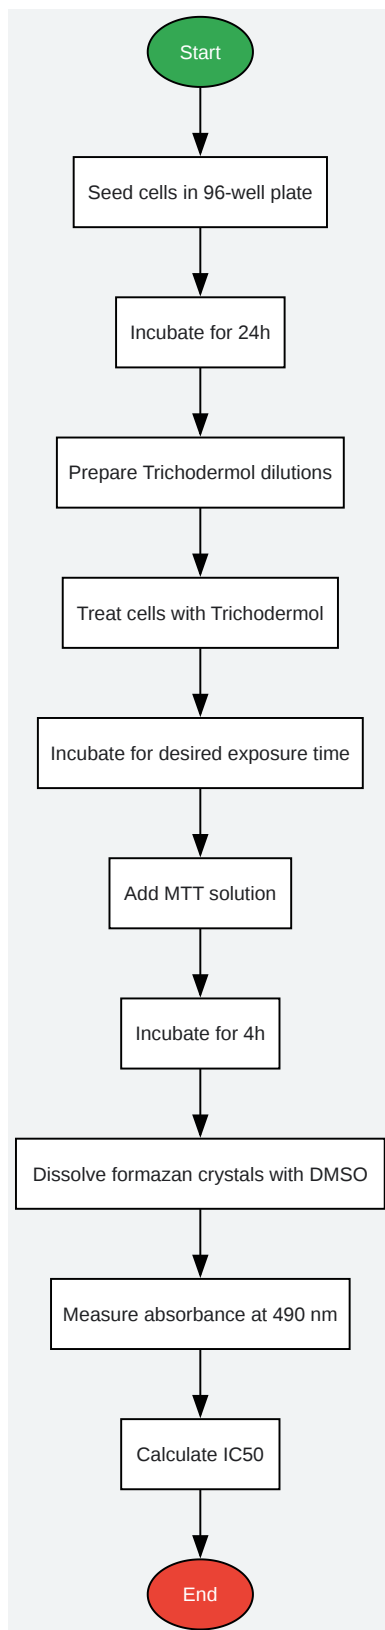 Start
Seed cells in 96-well plate
Incubate for 24h
Prepare Trichodermol dilutions
Treat cells with Trichodermol
Incubate for desired exposure time
Add MTT solution
Incubate for 4h
Dissolve formazan crystals with DMSO
Measure absorbance at 490 nm
Calculate IC50
End